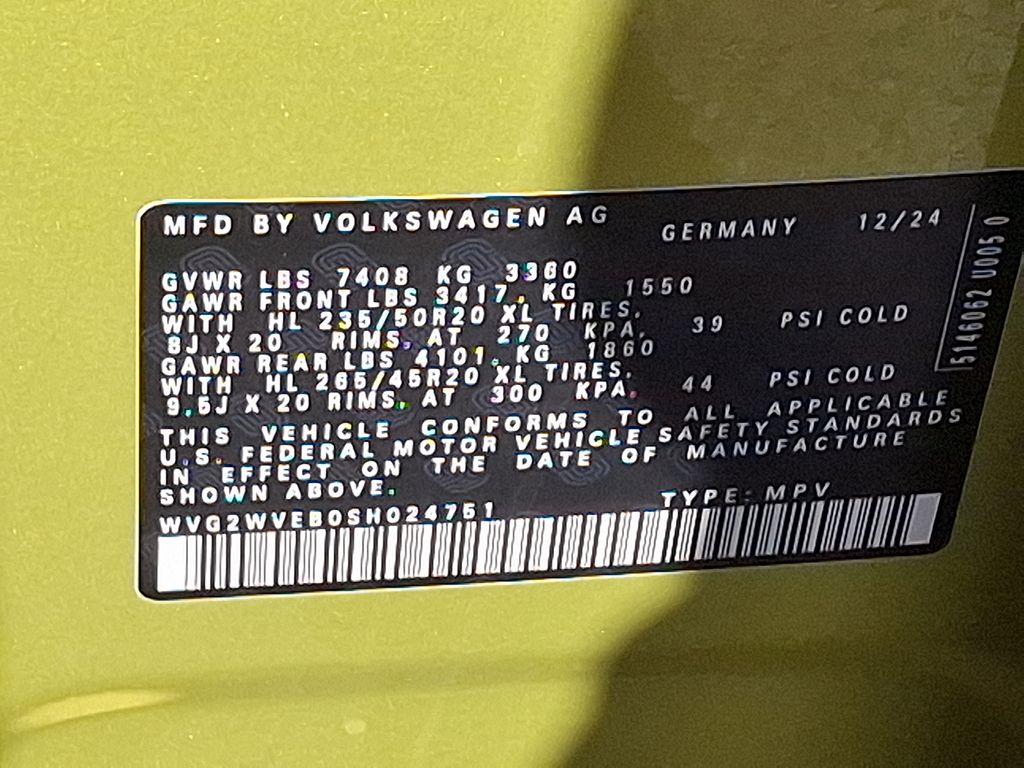 MFD BY VOLKSWAGEN AG GERMANY 12/24
GVWR LBS 7408 KG 3360
GAWR FRONT LBS 3417, KG 1550
WITH HL 235/50R20 XL TIRES,
8J X 20 RIMS, AT 270 KPA, 39 PSI COLD
GAWR REAR LBS 4101, KG 1860
WITH HL 265/45R20 XL TIRES,
9,5J X 20 RIMS, AT 300 KPA, 44 PSI COLD
THIS VEHICLE CONFORMS TO ALL APPLICABLE
U.S. FEDERAL MOTOR VEHICLE SAFETY STANDARDS
IN EFFECT ON THE DATE OF MANUFACTURE
SHOWN ABOVE.
WVG2WVEB0SH024751 TYPE: MPV
5146062 U005 0